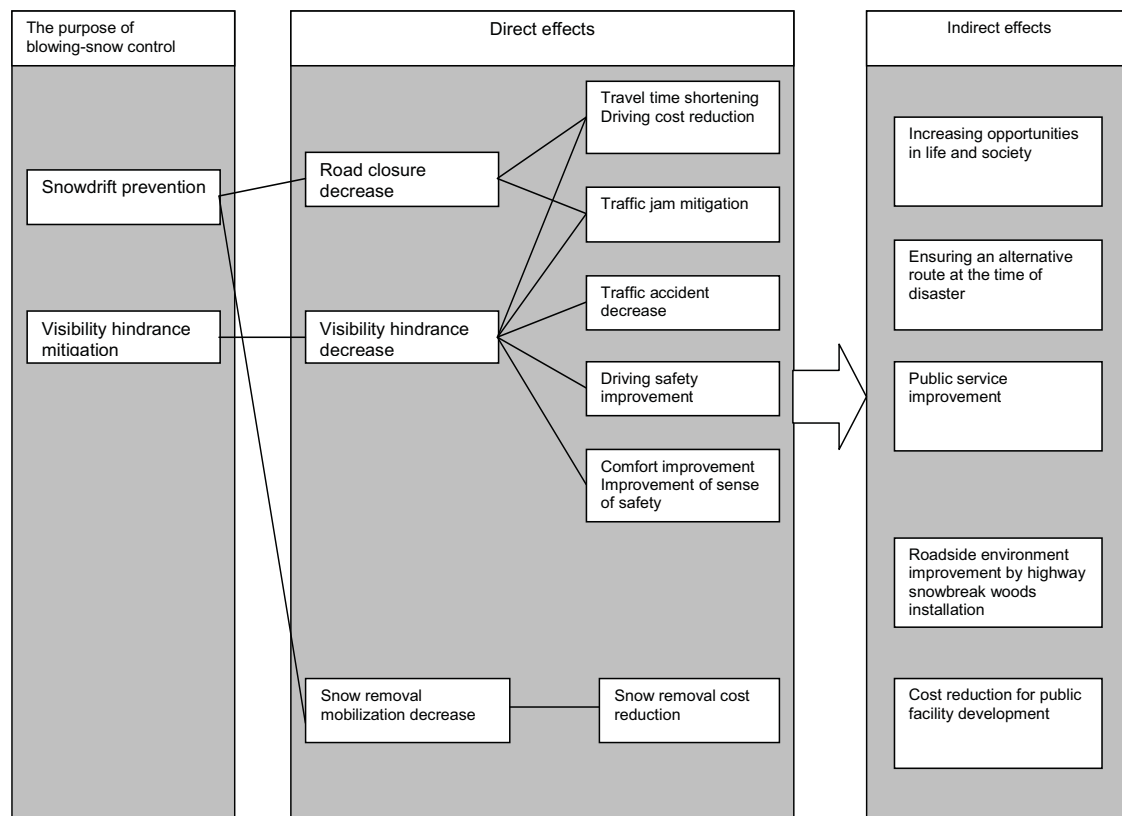 The purpose of
blowing-snow control
Direct effects
Indirect effects
Snowdrift prevention
Visibility hindrance
mitigation
Road closure
decrease
Visibility hindrance
decrease
Snow removal
mobilization decrease
Travel time shortening
Driving cost reduction
Traffic jam mitigation
Traffic accident
decrease
Driving safety
improvement
Comfort improvement
Improvement of sense
of safety
Snow removal cost
reduction
Increasing opportunities
in life and society
Ensuring an alternative
route at the time of
disaster
Public service
improvement
Roadside environment
improvement by highway
snowbreak woods
installation
Cost reduction for public
facility development